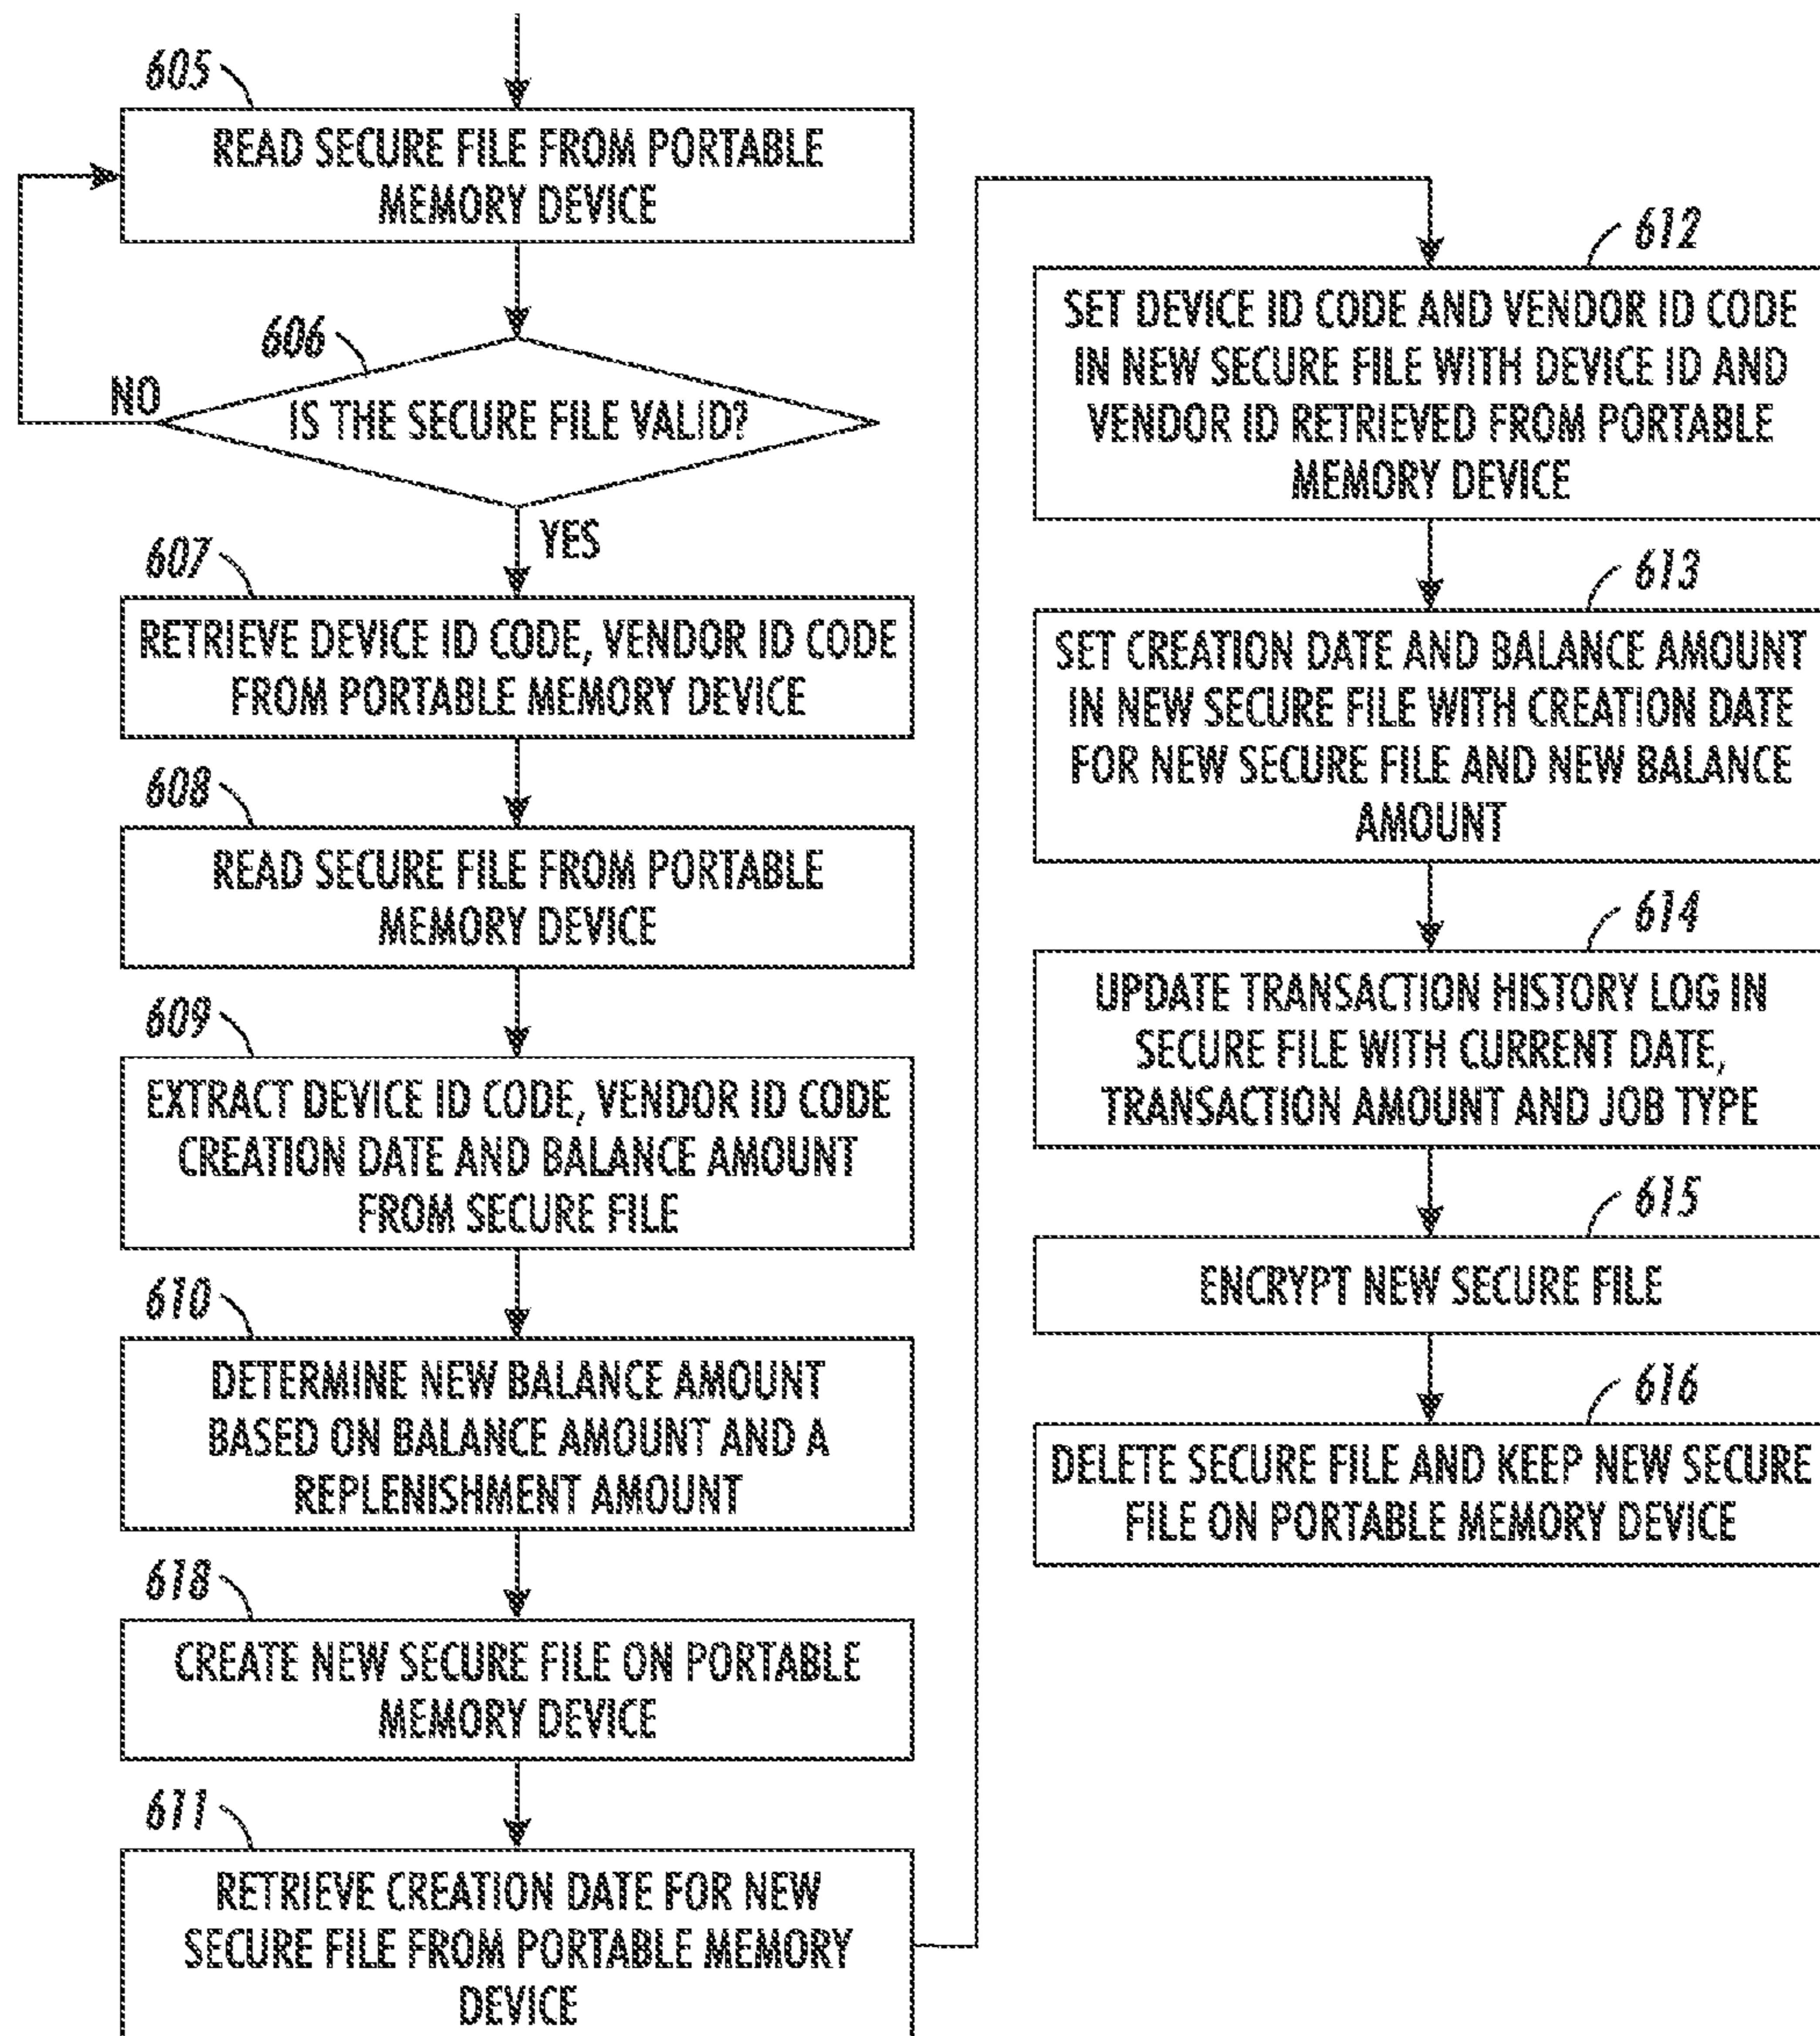 605
READ SECURE FILE FROM PORTABLE
MEMORY DEVICE
606
NO
IS THE SECURE FILE VALID?
YES
607
RETRIEVE DEVICE ID CODE, VENDOR ID CODE
FROM PORTABLE MEMORY DEVICE
608
READ SECURE FILE FROM PORTABLE
MEMORY DEVICE
609
EXTRACT DEVICE ID CODE, VENDOR ID CODE
CREATION DATE AND BALANCE AMOUNT
FROM SECURE FILE
610
DETERMINE NEW BALANCE AMOUNT
BASED ON BALANCE AMOUNT AND A
REPLENISHMENT AMOUNT
618
CREATE NEW SECURE FILE ON PORTABLE
MEMORY DEVICE
611
RETRIEVE CREATION DATE FOR NEW
SECURE FILE FROM PORTABLE MEMORY
DEVICE
612
SET DEVICE ID CODE AND VENDOR ID CODE
IN NEW SECURE FILE WITH DEVICE ID AND
VENDOR ID RETRIEVED FROM PORTABLE
MEMORY DEVICE
613
SET CREATION DATE AND BALANCE AMOUNT
IN NEW SECURE FILE WITH CREATION DATE
FOR NEW SECURE FILE AND NEW BALANCE
AMOUNT
614
UPDATE TRANSACTION HISTORY LOG IN
SECURE FILE WITH CURRENT DATE,
TRANSACTION AMOUNT AND JOB TYPE
615
ENCRYPT NEW SECURE FILE
616
DELETE SECURE FILE AND KEEP NEW SECURE
FILE ON PORTABLE MEMORY DEVICE